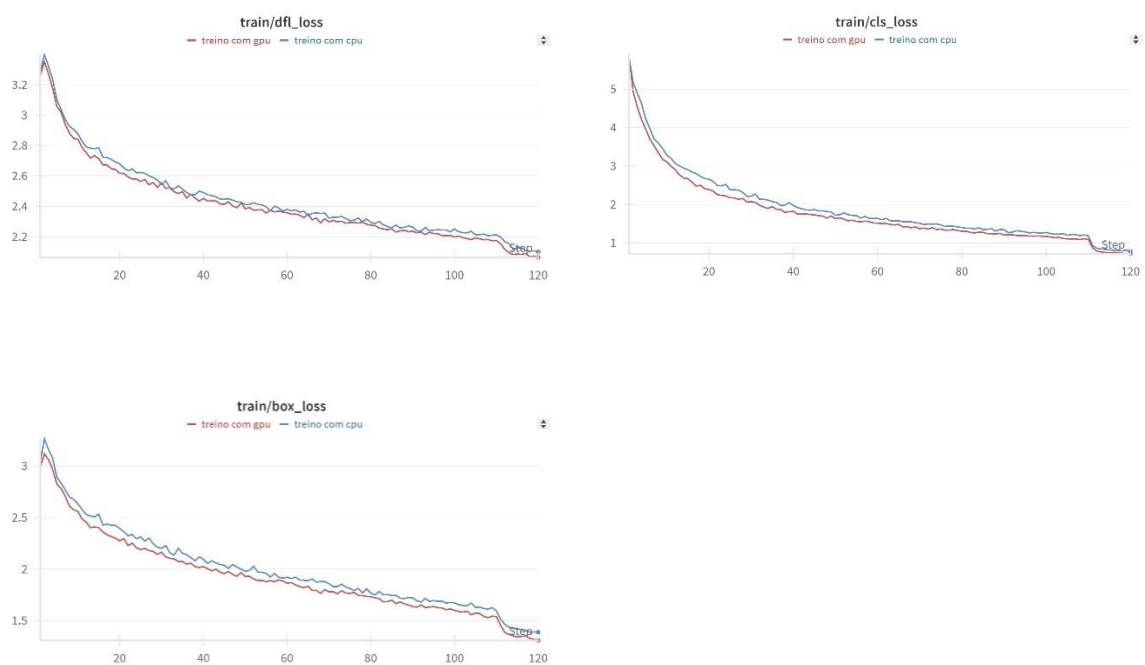 train/dfl_loss
treino com gpu treino com cpu
3.2
3
2.8
2.6
2.4
2.2
Step
20 40 60 80 100 120
train/cls_loss
treino com gpu treino com cpu
5
4
3
2
1
Step
20 40 60 80 100 120
train/box_loss
treino com gpu treino com cpu
3
2.5
2
1.5
Step
20 40 60 80 100 120